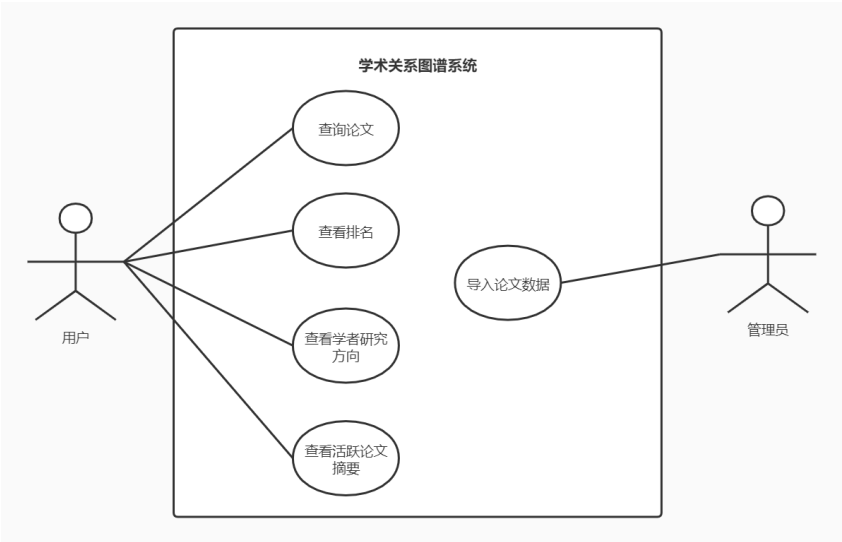 学术关系图谱系统
查询论文
查看排名
导入论文数据
用户
管理员
查看学者研究
方向
查看活跃论文
摘要